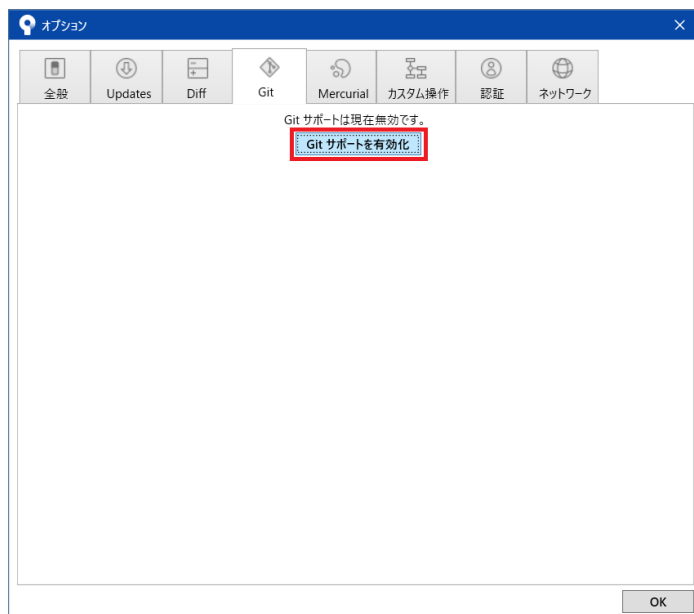 オプション
全般 Updates Diff Git Mercurial カスタム操作 認証 ネットワーク
Git サポートは現在無効です。
Git サポートを有効化
OK